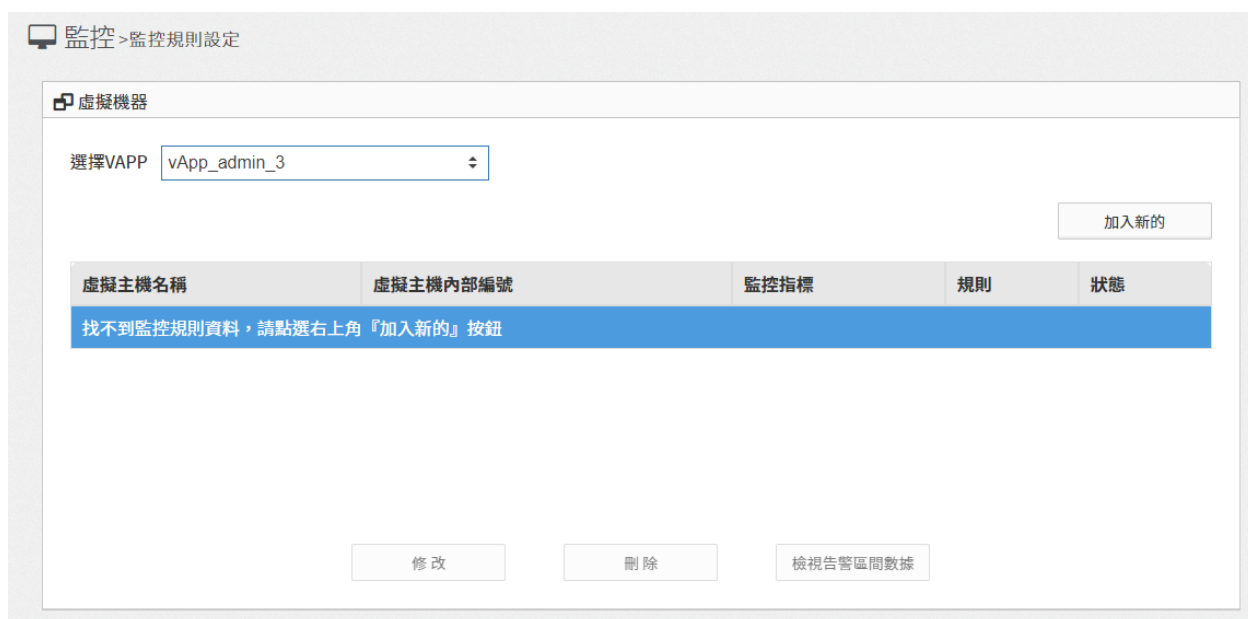 監控>監控規則設定
虛擬機器
選擇VAPP vApp_admin_3
加入新的
虛擬主機名稱 虛擬主機內部編號 監控指標 規則 狀態
找不到監控規則資料，請點選右上角『加入新的』按鈕
修 改 刪 除 檢視告警區間數據